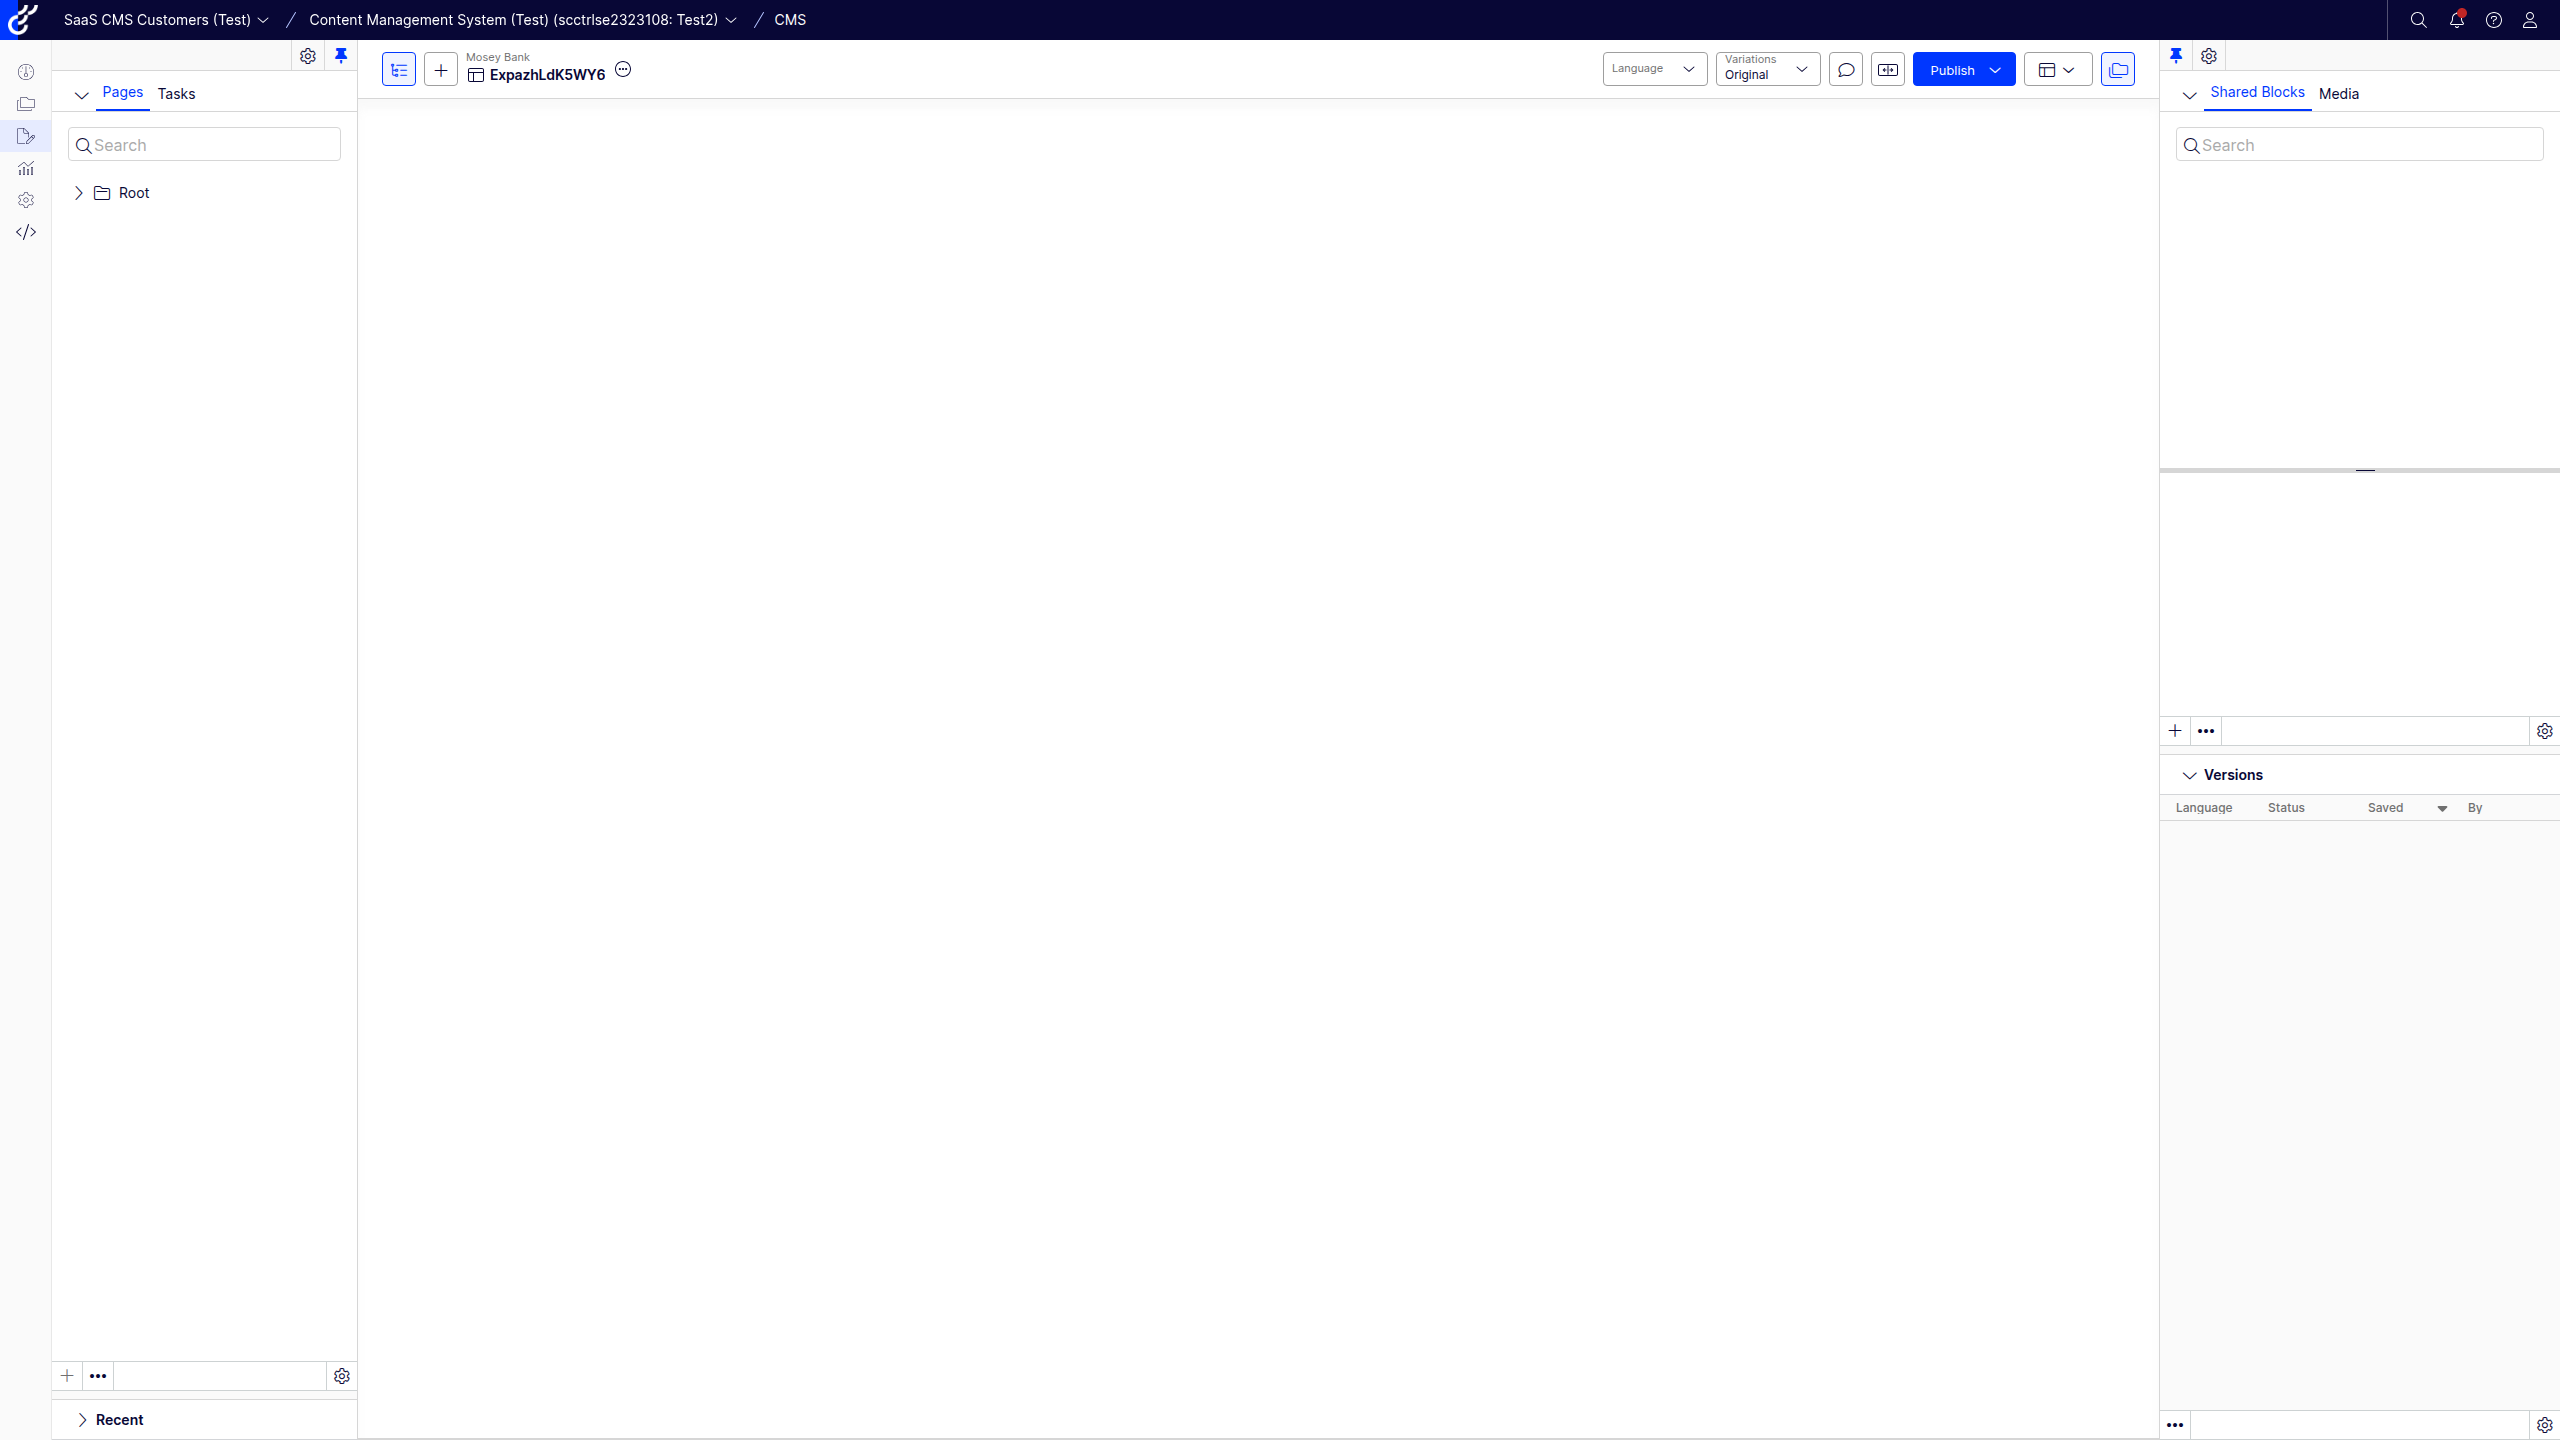 SaaS CMS Customers (Test)
Content Management System (Test) (scctrlse2323108: Test2)
CMS
Pages
Tasks
Search
Root
Recent
Mosey Bank
ExpazhLdK5WY6
Language
Variations
Original
Publish
Shared Blocks
Media
Search
Versions
Language Status Saved By